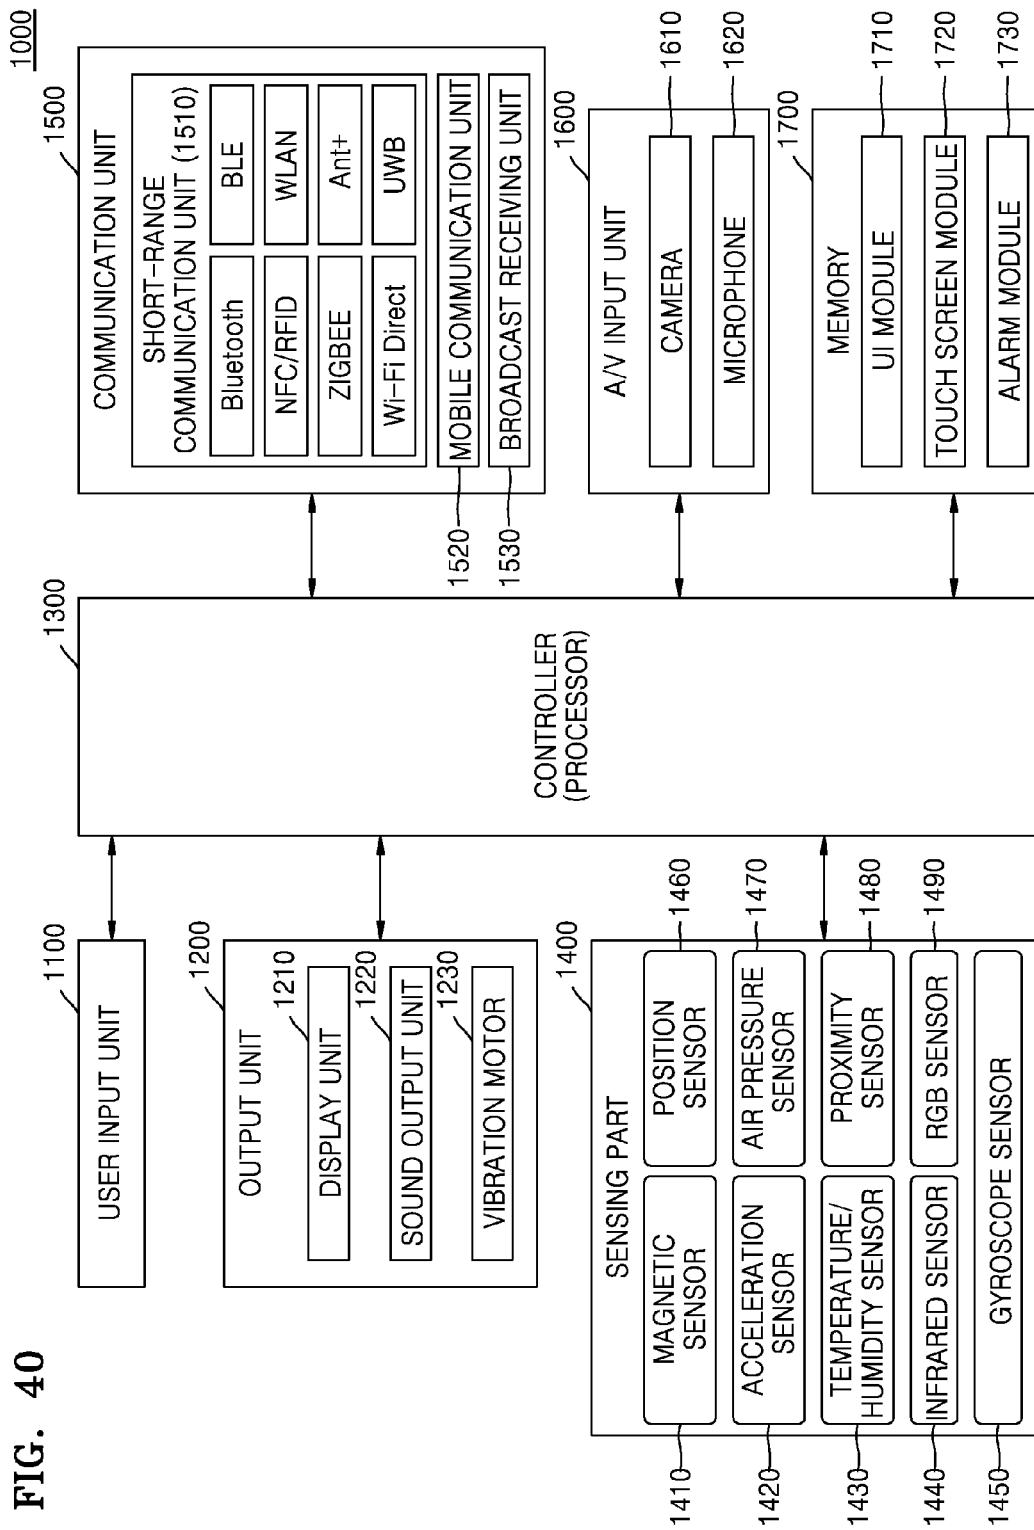 FIG. 40
1000
1100
USER INPUT UNIT
1200
OUTPUT UNIT
1210
DISPLAY UNIT
1220
SOUND OUTPUT UNIT
1230
VIBRATION MOTOR
1400
SENSING PART
1410
MAGNETIC
SENSOR
POSITION
SENSOR
1460
1420
ACCELERATION
SENSOR
AIR PRESSURE
SENSOR
1470
1430
TEMPERATURE/
HUMIDITY SENSOR
PROXIMITY
SENSOR
1480
1440
INFRARED SENSOR
RGB SENSOR
1490
1450
GYROSCOPE SENSOR
1300
CONTROLLER
(PROCESSOR)
1500
COMMUNICATION UNIT
SHORT-RANGE
COMMUNICATION UNIT (1510)
Bluetooth
BLE
NFC/RFID
WLAN
ZIGBEE
Ant+
Wi-Fi Direct
UWB
1520
MOBILE COMMUNICATION UNIT
1530
BROADCAST RECEIVING UNIT
1600
A/V INPUT UNIT
CAMERA
1610
MICROPHONE
1620
1700
MEMORY
UI MODULE
1710
TOUCH SCREEN MODULE
1720
ALARM MODULE
1730